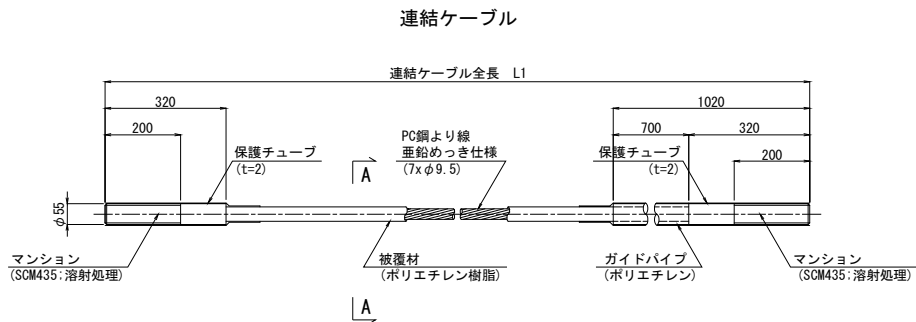 連結ケーブル
連結ケーブル全長 L1
320
1020
200
700
320
200
保護チューブ
(t=2)
A
PC鋼より線
亜鉛めっき仕様
(7xφ9.5)
保護チューブ
(t=2)
φ55
マンション
(SCM435;溶射処理)
被覆材
(ポリエチレン樹脂)
ガイドパイプ
(ポリエチレン)
マンション
(SCM435;溶射処理)
A